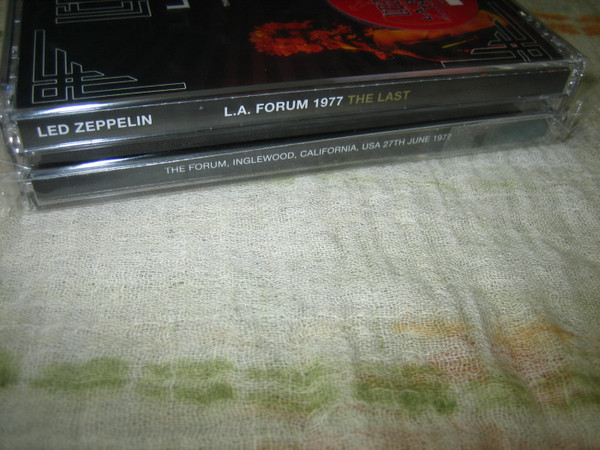 LED ZEPPELIN L.A. FORUM 1977 THE LAST
THE FORUM, INGLEWOOD, CALIFORNIA, USA 27TH JUNE 1977